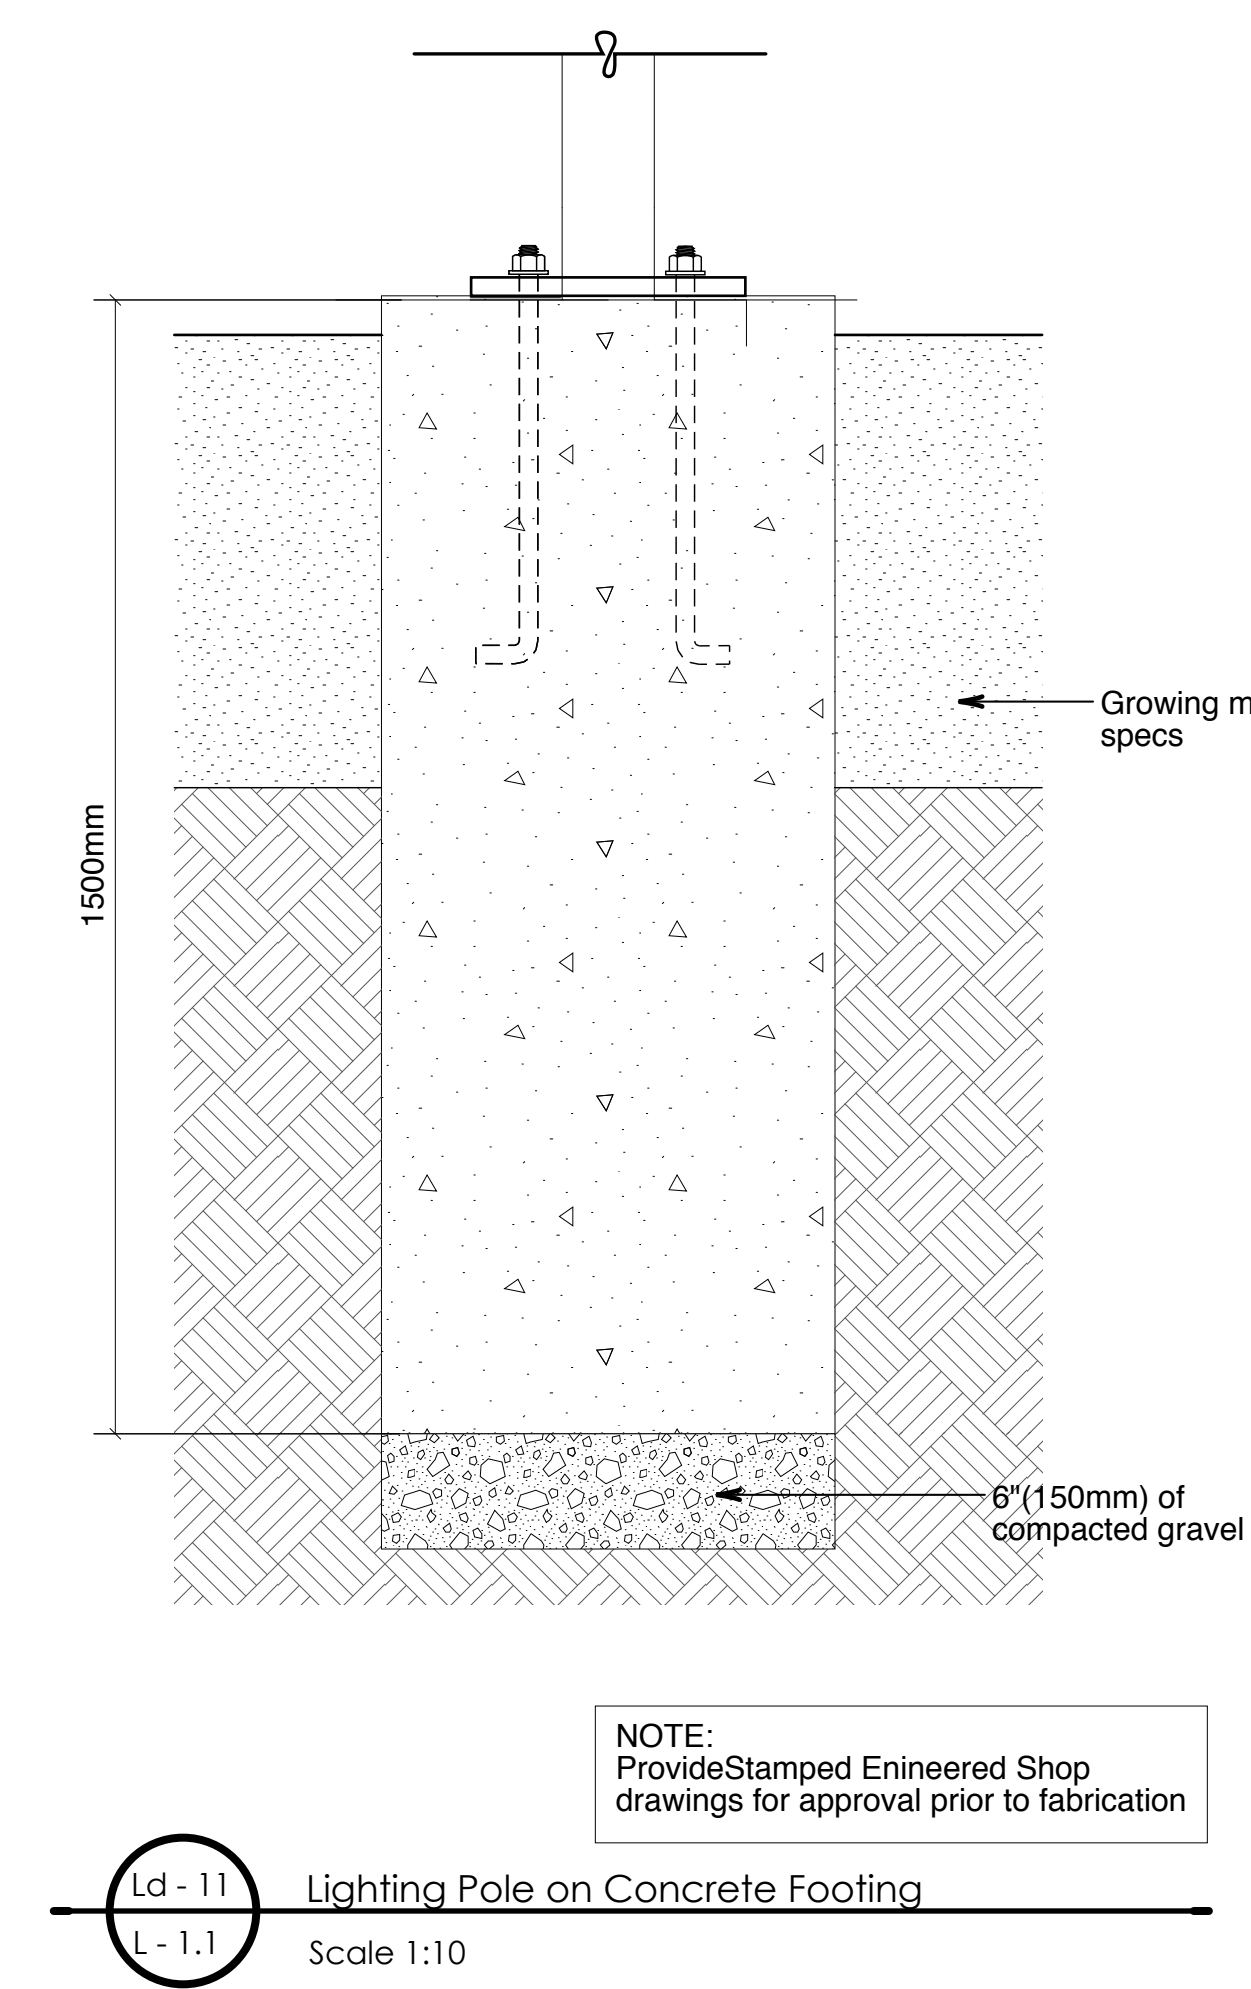 1500mm
Growing m
specs
6"(150mm) of
compacted gravel
NOTE:
ProvideStamped Enineered Shop
drawings for approval prior to fabrication
Ld - 11
L - 1.1
Lighting Pole on Concrete Footing
Scale 1:10